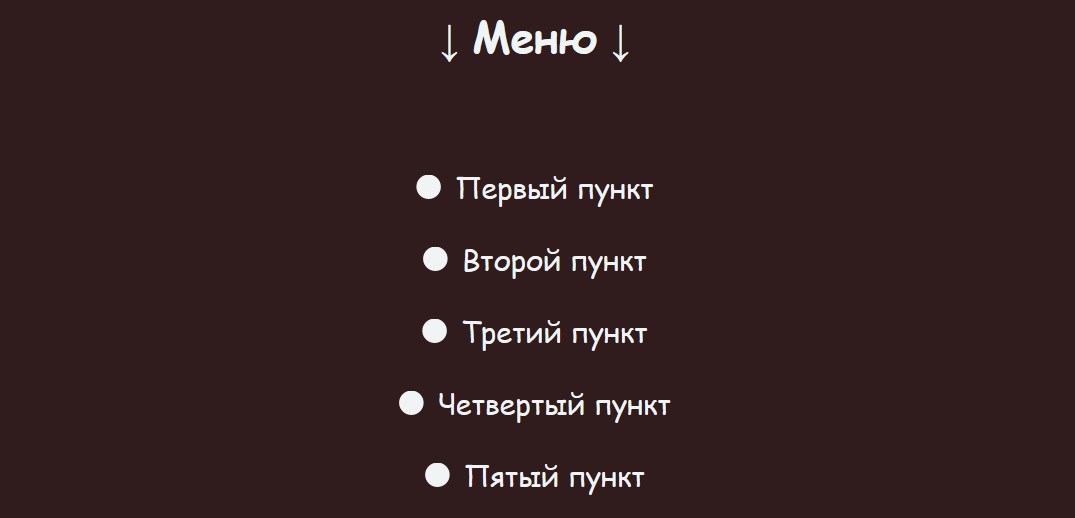 ↓ Меню ↓
● Первый пункт
● Второй пункт
● Третий пункт
● Четвертый пункт
● Пятый пункт